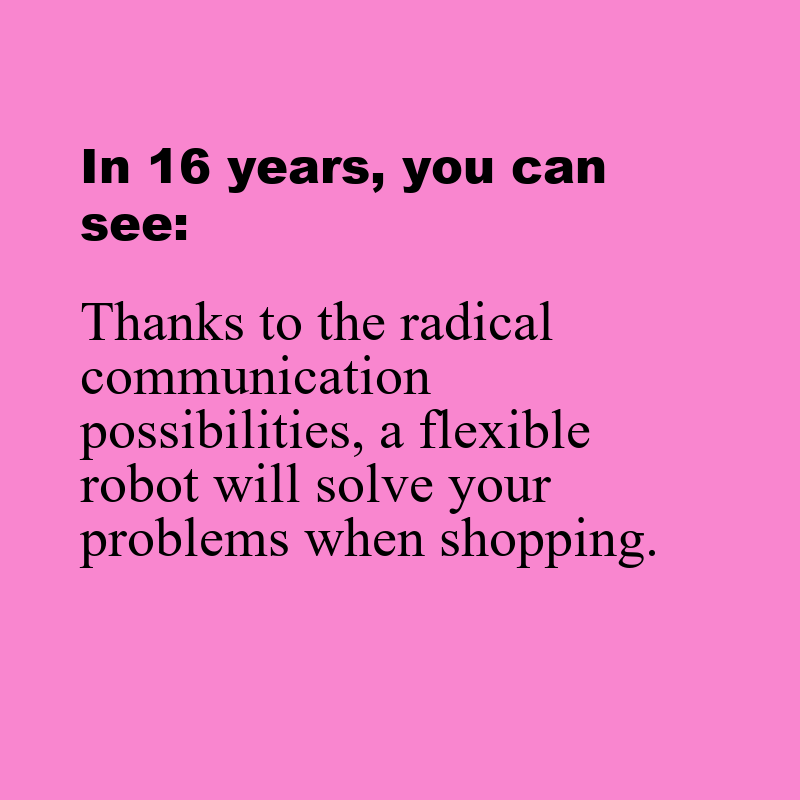 In 16 years, you can
see:
Thanks to the radical
communication
possibilities, a flexible
robot will solve your
problems when shopping.